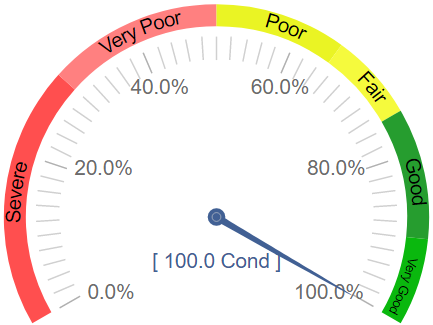 Very Poor
Poor
Fair
Good
Very Good
Severe
40.0%
60.0%
20.0%
80.0%
0.0%
100.0%
[ 100.0 Cond ]